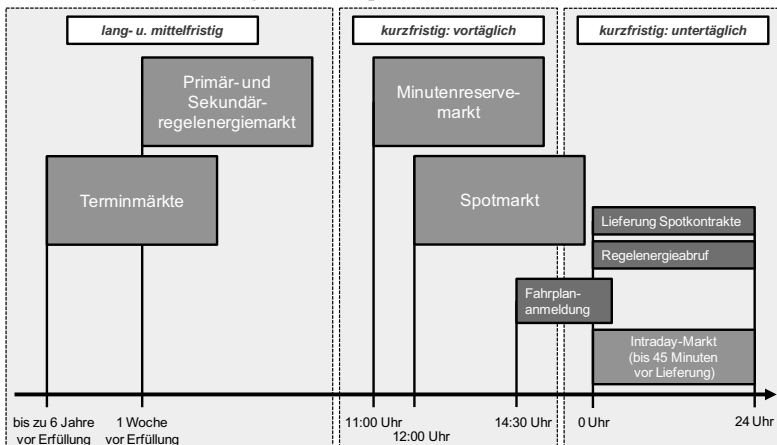 lang- u. mittelfristig
kurzfristig: vortäglich
kurzfristig: untertäglich
Primär- und
Sekundär-
regelenergiemarkt
Minutenreserve-
markt
Terminmärkte
Spotmarkt
Lieferung Spotkontrakte
Regelenergieabruf
Fahrplan-
anmeldung
Intraday-Markt
(bis 45 Minuten
vor Lieferung)
bis zu 6 Jahre
vor Erfüllung
1 Woche
vor Erfüllung
11:00 Uhr
12:00 Uhr
14:30 Uhr
0 Uhr
24 Uhr